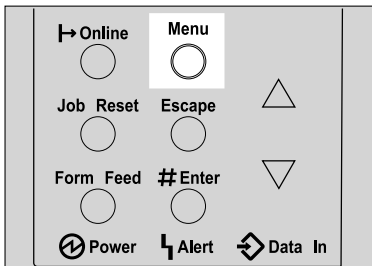 Online Menu
Job Reset Escape
Form Feed #Enter
Power Alert Data In